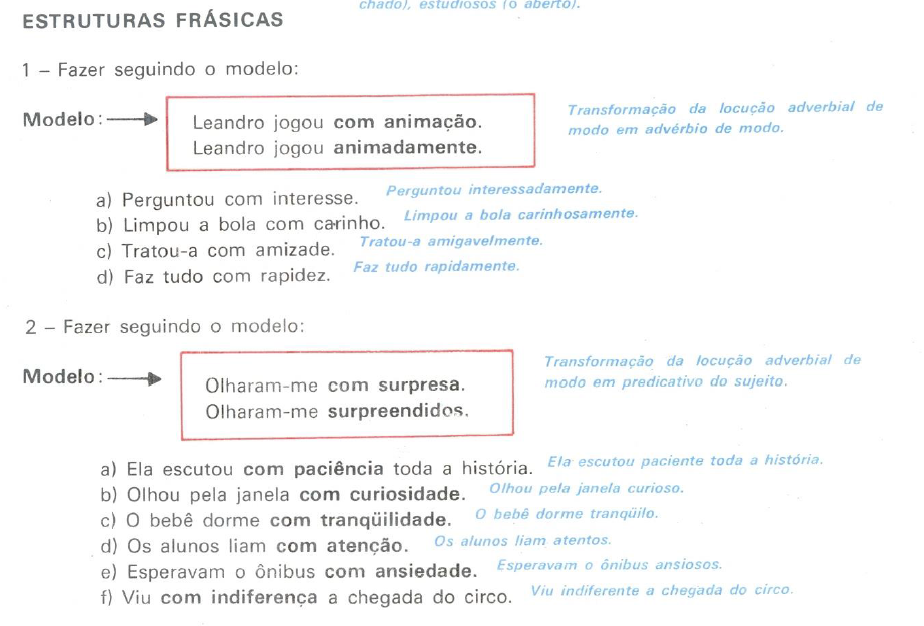 chado), estudiosos (o aberto).
ESTRUTURAS FRÁSICAS
1 – Fazer seguindo o modelo:
Modelo:
Leandro jogou com animação.
Leandro jogou animadamente.
Transformação da locução adverbial de
modo em advérbio de modo.
a) Perguntou com interesse. Perguntou interessadamente.
b) Limpou a bola com carinho. Limpou a bola carinhosamente.
c) Tratou-a com amizade. Tratou-a amigavelmente.
d) Faz tudo com rapidez. Faz tudo rapidamente.
2 – Fazer seguindo o modelo:
Modelo:
Olharam-me com surpresa.
Olharam-me surpreendidos.
Transformação da locução adverbial de
modo em predicativo do sujeito.
a) Ela escutou com paciência toda a história. Ela escutou paciente toda a história.
b) Olhou pela janela com curiosidade. Olhou pela janela curioso.
c) O bebê dorme com tranqüilidade. O bebê dorme tranqüilo.
d) Os alunos liam com atenção. Os alunos liam atentos.
e) Esperavam o ônibus com ansiedade. Esperavam o ônibus ansiosos.
f) Viu com indiferença a chegada do circo. Viu indiferente a chegada do circo.